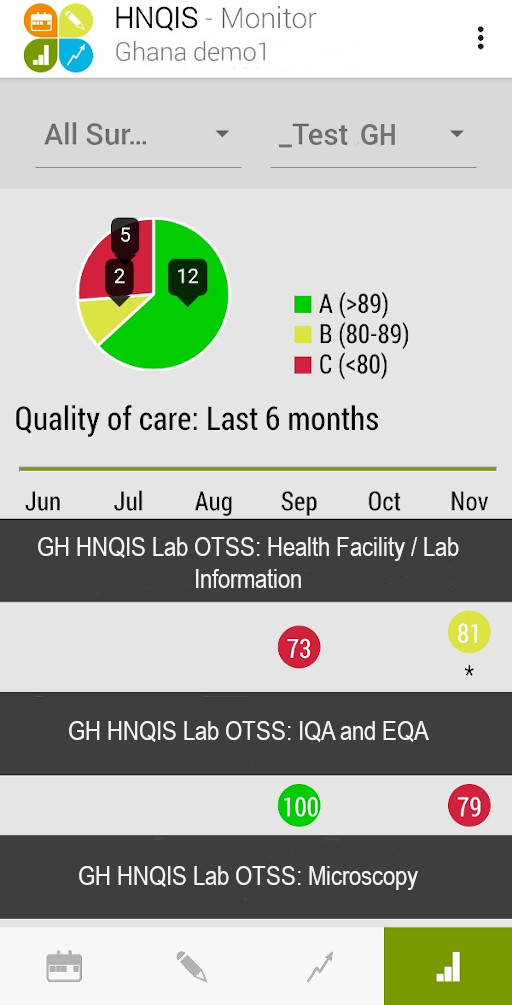 HNQIS - Monitor
Ghana demo1
All Sur...
_Test GH
5
2
12
A (>89)
B (80-89)
C (<80)
Quality of care: Last 6 months
Jun Jul Aug Sep Oct Nov
GH HNQIS Lab OTSS: Health Facility / Lab
Information
73 81
*
GH HNQIS Lab OTSS: IQA and EQA
100 79
GH HNQIS Lab OTSS: Microscopy